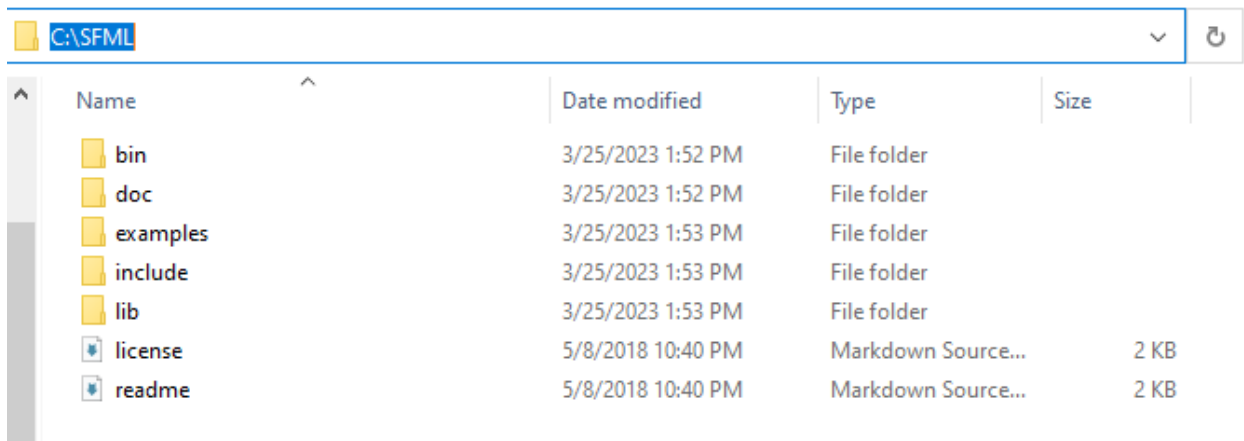 C:\SFML
Name Date modified Type Size
bin 3/25/2023 1:52 PM File folder
doc 3/25/2023 1:52 PM File folder
examples 3/25/2023 1:53 PM File folder
include 3/25/2023 1:53 PM File folder
lib 3/25/2023 1:53 PM File folder
license 5/8/2018 10:40 PM Markdown Source... 2 KB
readme 5/8/2018 10:40 PM Markdown Source... 2 KB